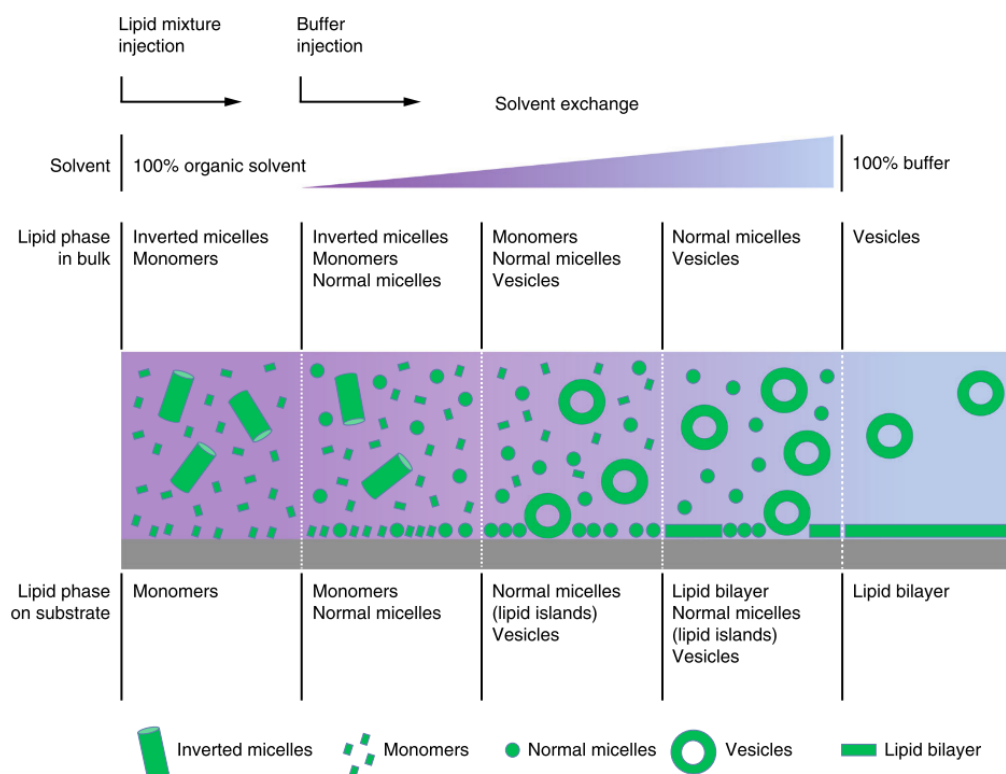 Lipid mixture
injection
Buffer
injection
Solvent exchange
Solvent
100% organic solvent
100% buffer
Lipid phase
in bulk
Inverted micelles
Monomers
Inverted micelles
Monomers
Normal micelles
Monomers
Normal micelles
Vesicles
Normal micelles
Vesicles
Vesicles
Lipid phase
on substrate
Monomers
Monomers
Normal micelles
Normal micelles
(lipid islands)
Vesicles
Lipid bilayer
Normal micelles
(lipid islands)
Vesicles
Lipid bilayer
Inverted micelles
Monomers
Normal micelles
Vesicles
Lipid bilayer